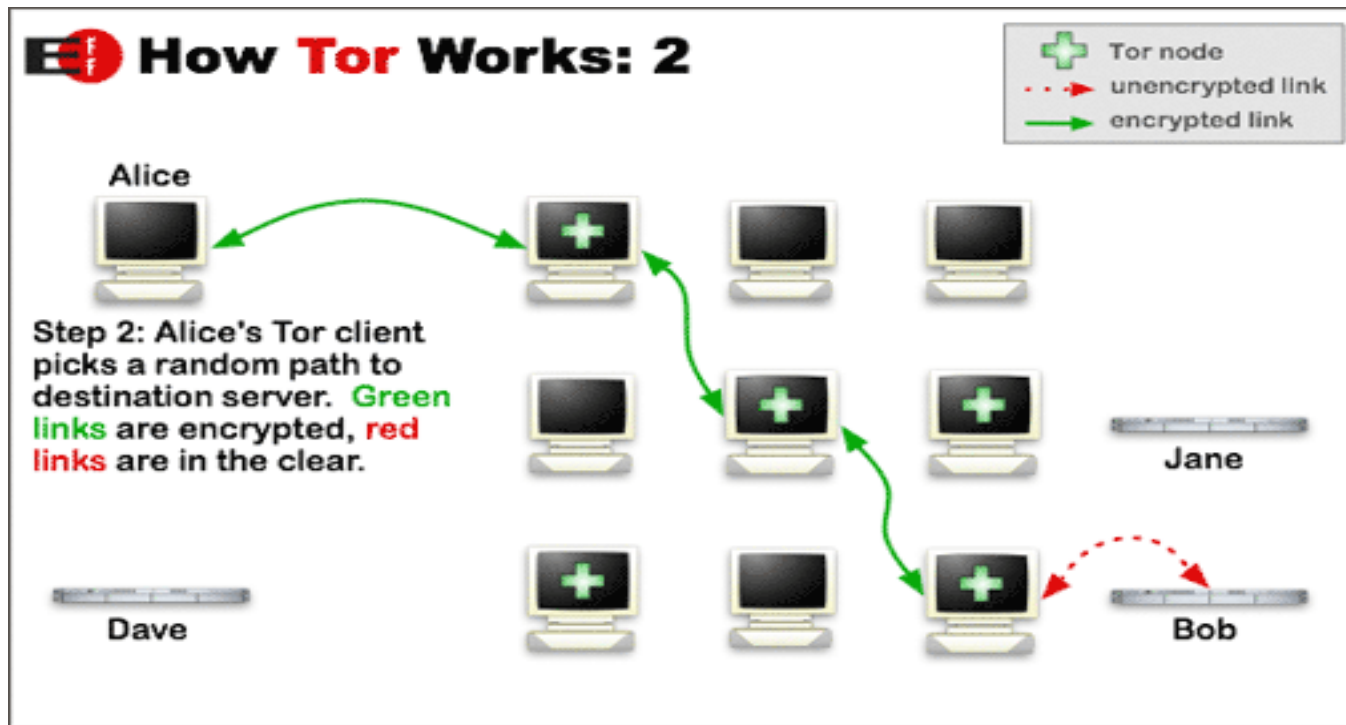 EFF How Tor Works: 2
Tor node
unencrypted link
encrypted link
Alice
Step 2: Alice's Tor client
picks a random path to
destination server. Green
links are encrypted, red
links are in the clear.
Jane
Dave
Bob